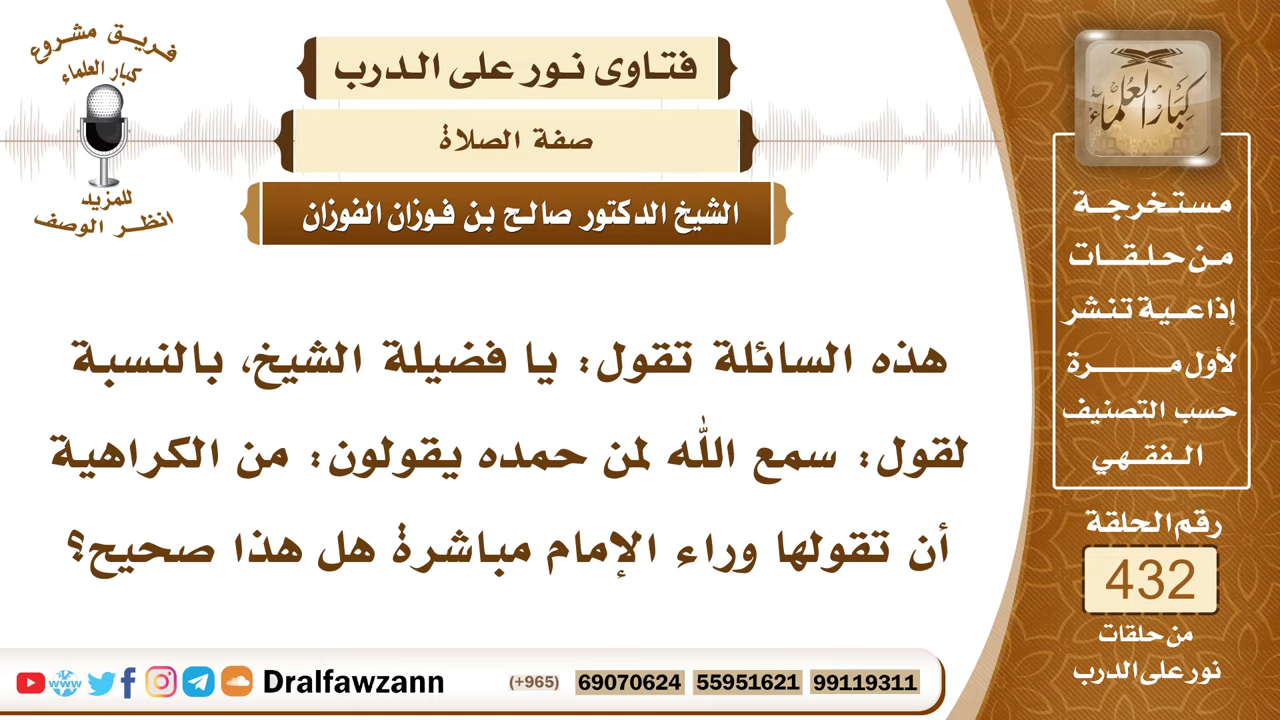 فريق مشروع
كبار العلماء
للمزيد
انظر الوصف
فتاوى نور على الدرب
صفة الصلاة
الشيخ الدكتور صالح بن فوزان الفوزان
هذه السائلة تقول: يا فضيلة الشيخ، بالنسبة
لقول: سمع الله لمن حمده يقولون: من الكراهية
أن تقولها وراء الإمام مباشرة هل هذا صحيح؟
كبار العلماء
مستخرجة
من حلقات
إذاعية تنشر
لأول مرة
حسب التصنيف
الفقهي
رقم الحلقة
432
من حلقات
نور على الدرب
www Dralfawzann (+965) 69070624 55951621 99119311